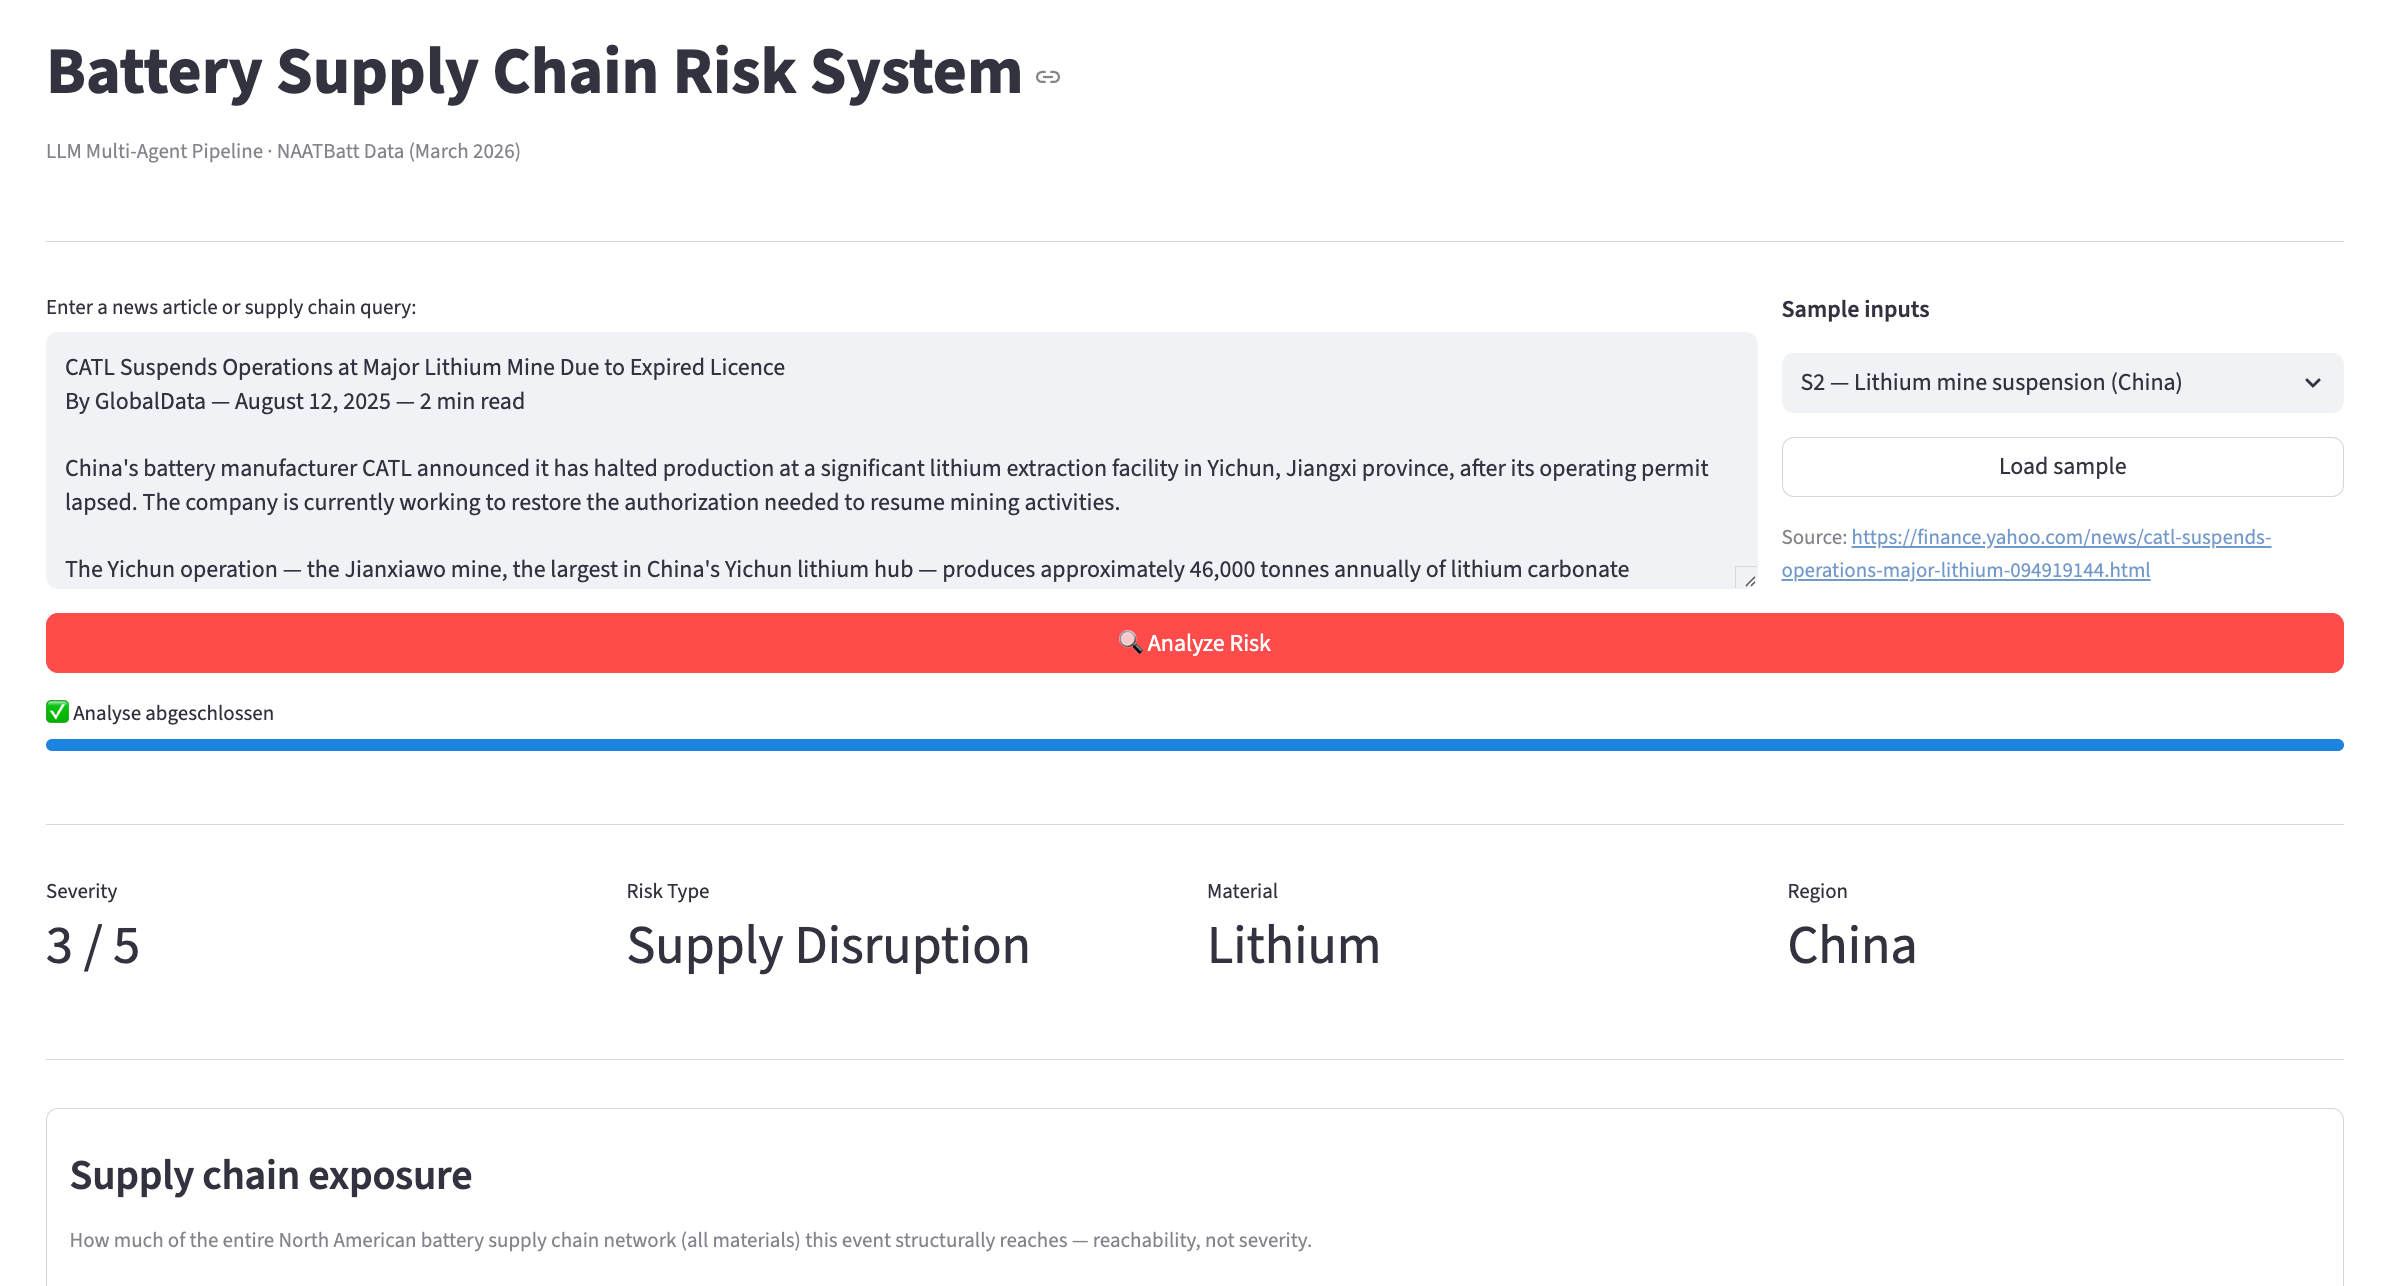 Battery Supply Chain Risk System
LLM Multi-Agent Pipeline · NAATBatt Data (March 2026)
Enter a news article or supply chain query:
CATL Suspends Operations at Major Lithium Mine Due to Expired Licence
By GlobalData — August 12, 2025 — 2 min read
China's battery manufacturer CATL announced it has halted production at a significant lithium extraction facility in Yichun, Jiangxi province, after its operating permit
lapsed. The company is currently working to restore the authorization needed to resume mining activities.
The Yichun operation — the Jianxiawo mine, the largest in China's Yichun lithium hub — produces approximately 46,000 tonnes annually of lithium carbonate
Sample inputs
S2 — Lithium mine suspension (China)
Load sample
Source: https://finance.yahoo.com/news/catl-suspends-
operations-major-lithium-094919144.html
🔍 Analyze Risk
✅ Analyse abgeschlossen
Severity
3 / 5
Risk Type
Supply Disruption
Material
Lithium
Region
China
Supply chain exposure
How much of the entire North American battery supply chain network (all materials) this event structurally reaches — reachability, not severity.